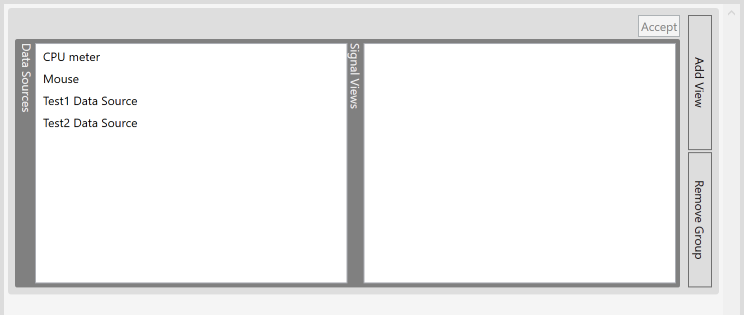 Accept
Data Sources
CPU meter
Mouse
Test1 Data Source
Test2 Data Source
Signal Views
Add View
Remove Group